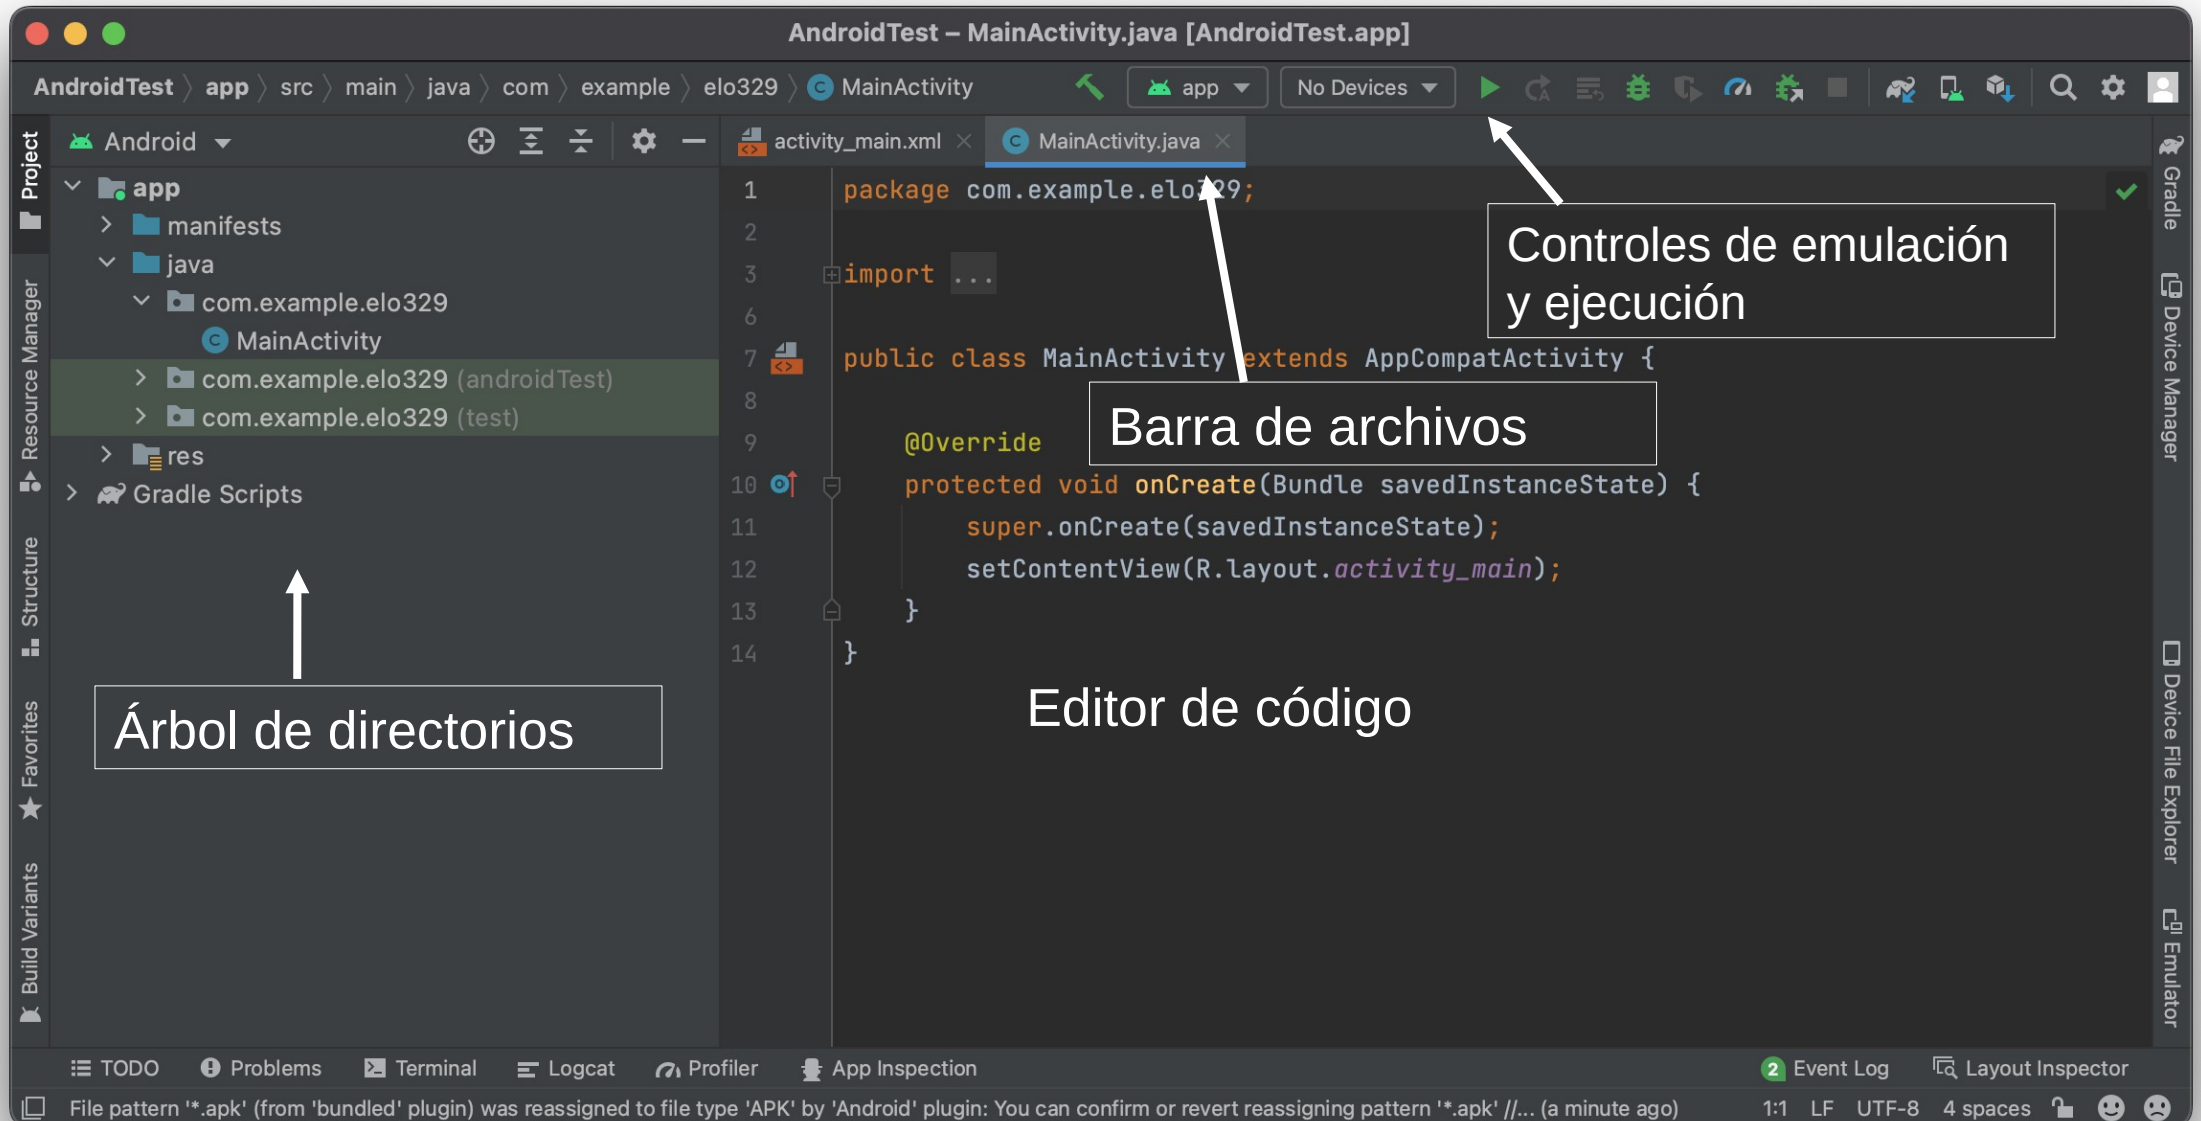 AndroidTest – MainActivity.java [AndroidTest.app]
AndroidTest app src main java com example elo329 MainActivity app No Devices
Project
Resource Manager
Structure
Favorites
Build Variants
Android
app
manifests
java
com.example.elo329
MainActivity
com.example.elo329 (androidTest)
com.example.elo329 (test)
res
Gradle Scripts
Árbol de directorios
activity_main.xml MainActivity.java
1 package com.example.elo329;
2
3 import ...
6
7 public class MainActivity extends AppCompatActivity {
8
9 @Override
10 protected void onCreate(Bundle savedInstanceState) {
11 super.onCreate(savedInstanceState);
12 setContentView(R.layout.activity_main);
13 }
14 }
Controles de emulación
y ejecución
Barra de archivos
Editor de código
Gradle
Device Manager
Device File Explorer
Emulator
TODO Problems Terminal Logcat Profiler App Inspection 2 Event Log Layout Inspector
File pattern '*.apk' (from 'bundled' plugin) was reassigned to file type 'APK' by 'Android' plugin: You can confirm or revert reassigning pattern '*.apk' //... (a minute ago) 1:1 LF UTF-8 4 spaces